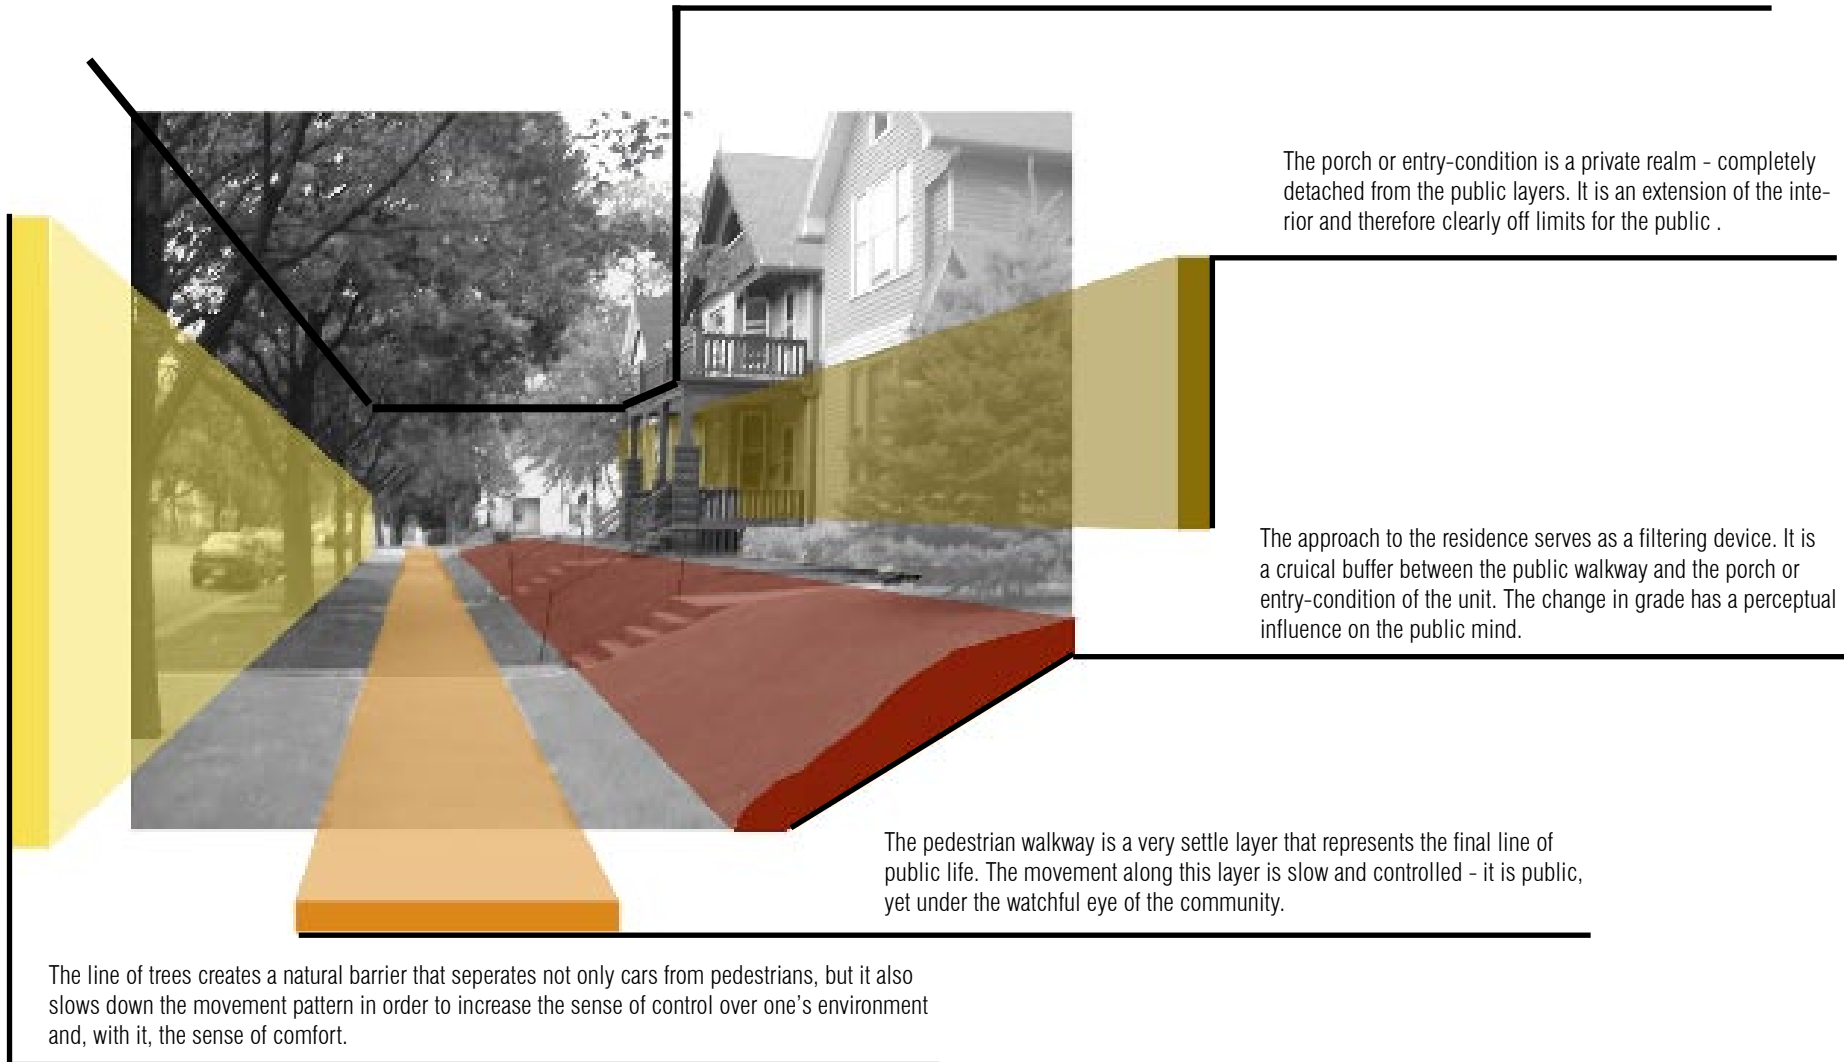 The porch or entry-condition is a private realm - completely
detached from the public layers. It is an extension of the inte-
rior and therefore clearly off limits for the public .
The approach to the residence serves as a filtering device. It is
a cruical buffer between the public walkway and the porch or
entry-condition of the unit. The change in grade has a perceptual
influence on the public mind.
The pedestrian walkway is a very settle layer that represents the final line of
public life. The movement along this layer is slow and controlled - it is public,
yet under the watchful eye of the community.
The line of trees creates a natural barrier that seperates not only cars from pedestrians, but it also
slows down the movement pattern in order to increase the sense of control over one’s environment
and, with it, the sense of comfort.